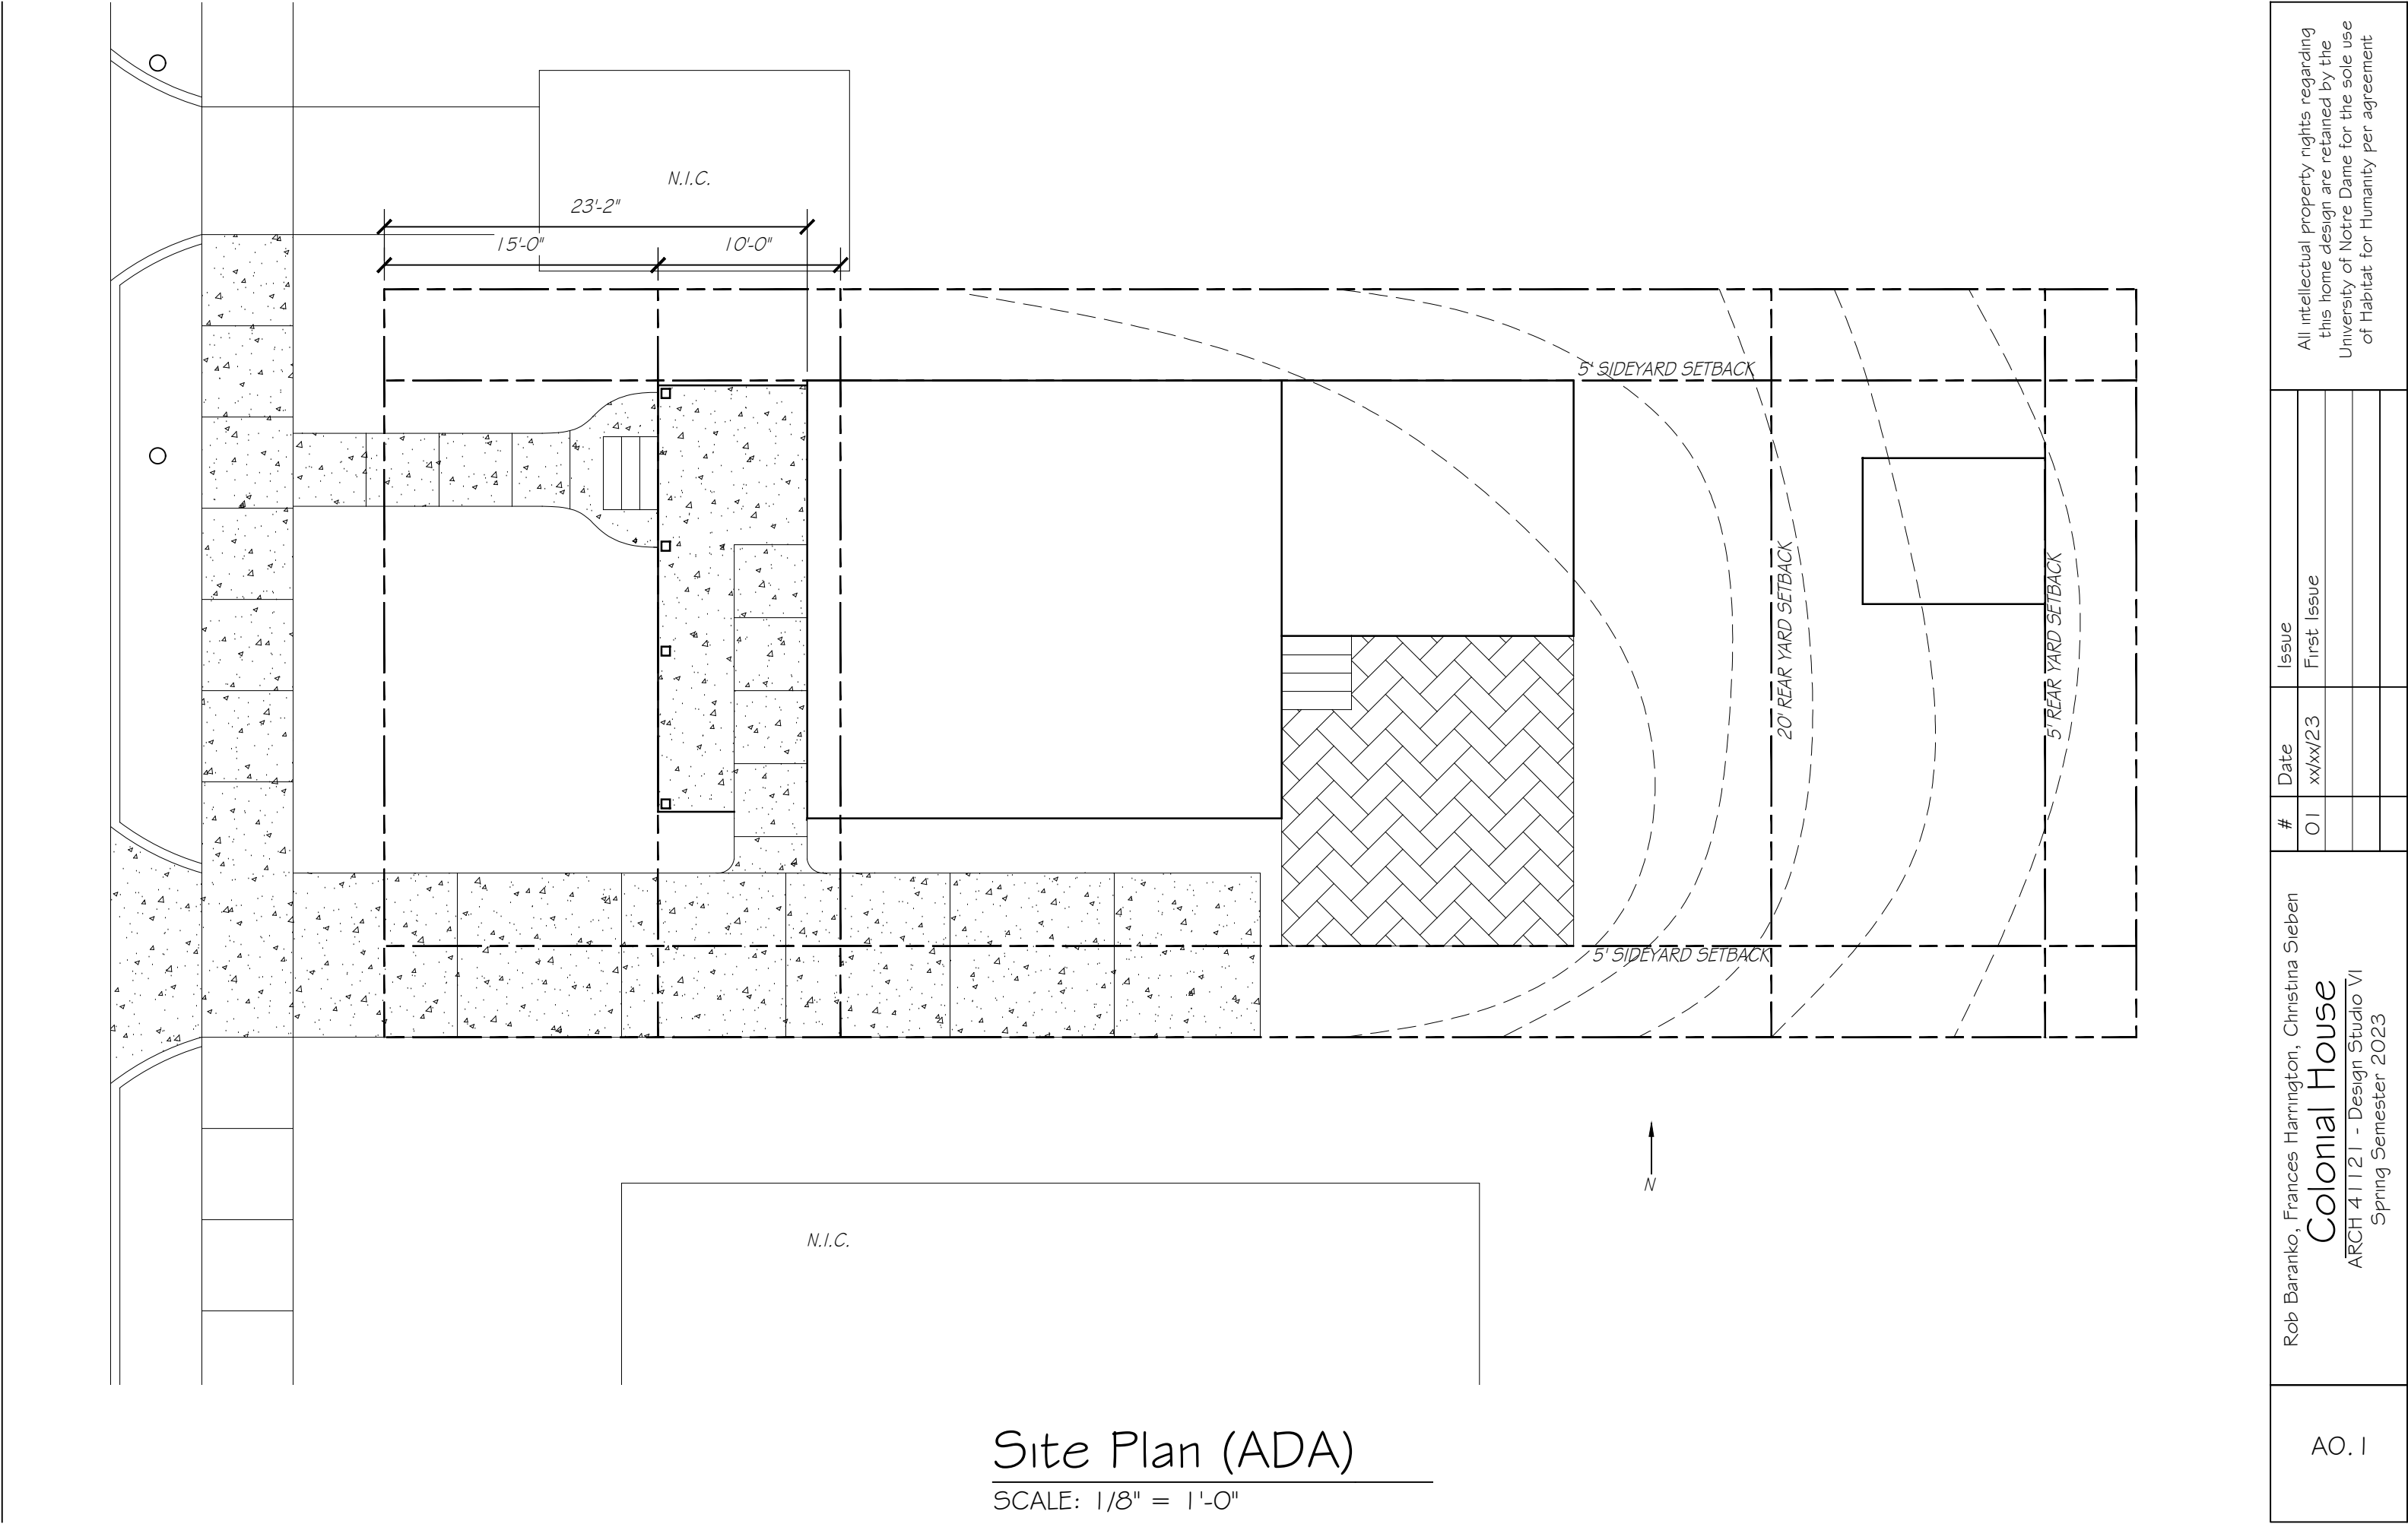 N.I.C.
23'-2"
15'-0"
10'-0"
5' SIDEYARD SETBACK
20' REAR YARD SETBACK
5' REAR YARD SETBACK
5' SIDEYARD SETBACK
N
N.I.C.
Site Plan (ADA)
SCALE: 1/8" = 1'-0"
All intellectual property rights regarding
this home design are retained by the
University of Notre Dame for the sole use
of Habitat for Humanity per agreement
# Date Issue
01 xx/xx/23 First Issue
Rob Baranko, Frances Harrington, Christina Sieben
Colonial House
ARCH 41121 - Design Studio VI
Spring Semester 2023
A0.1